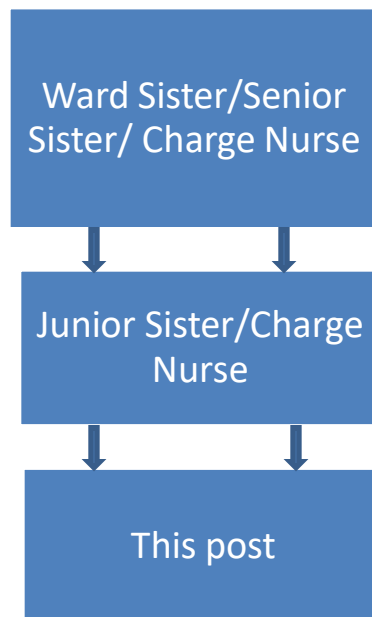 Ward Sister/Senior
Sister/ Charge Nurse
Junior Sister/Charge
Nurse
This post